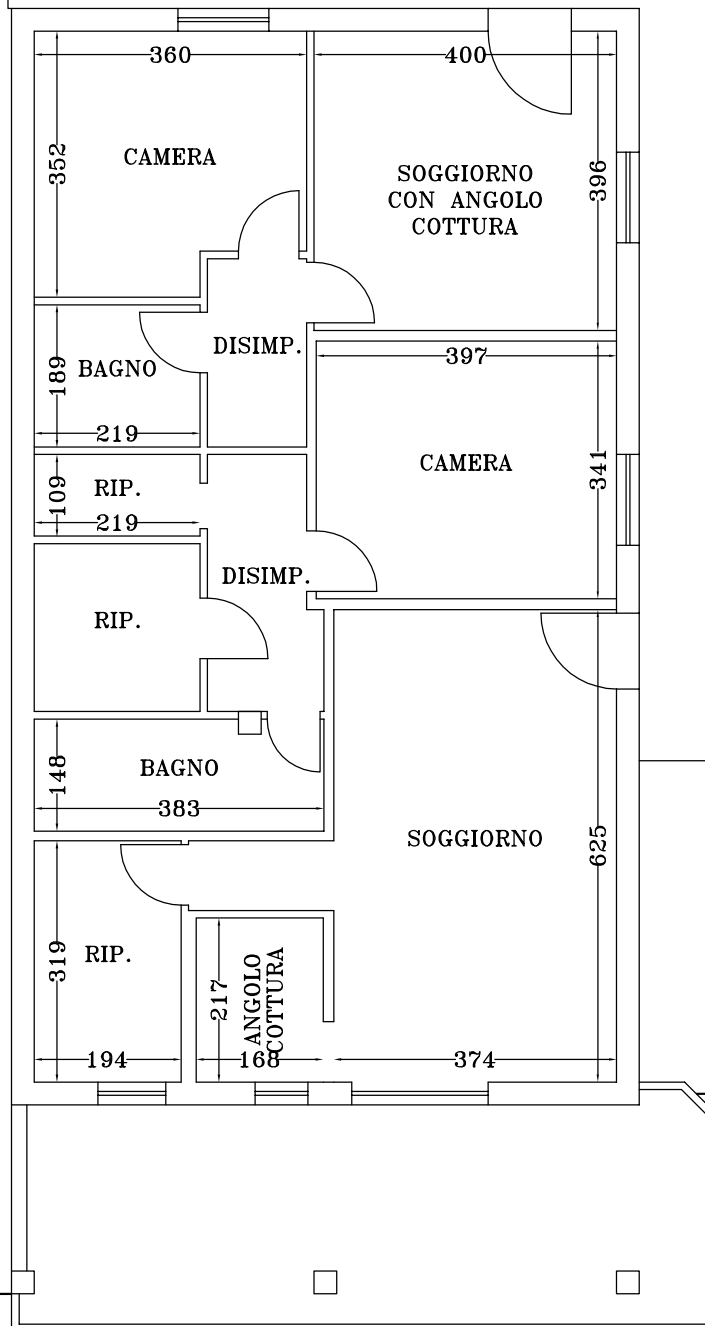 360
400
352
CAMERA
SOGGIORNO
CON ANGOLO
COTTURA
396
DISIMP.
189
BAGNO
219
397
CAMERA
341
109
RIP.
219
DISIMP.
RIP.
148
BAGNO
383
SOGGIORNO
625
319
RIP.
194
217
ANGOLO
COTTURA
168
374